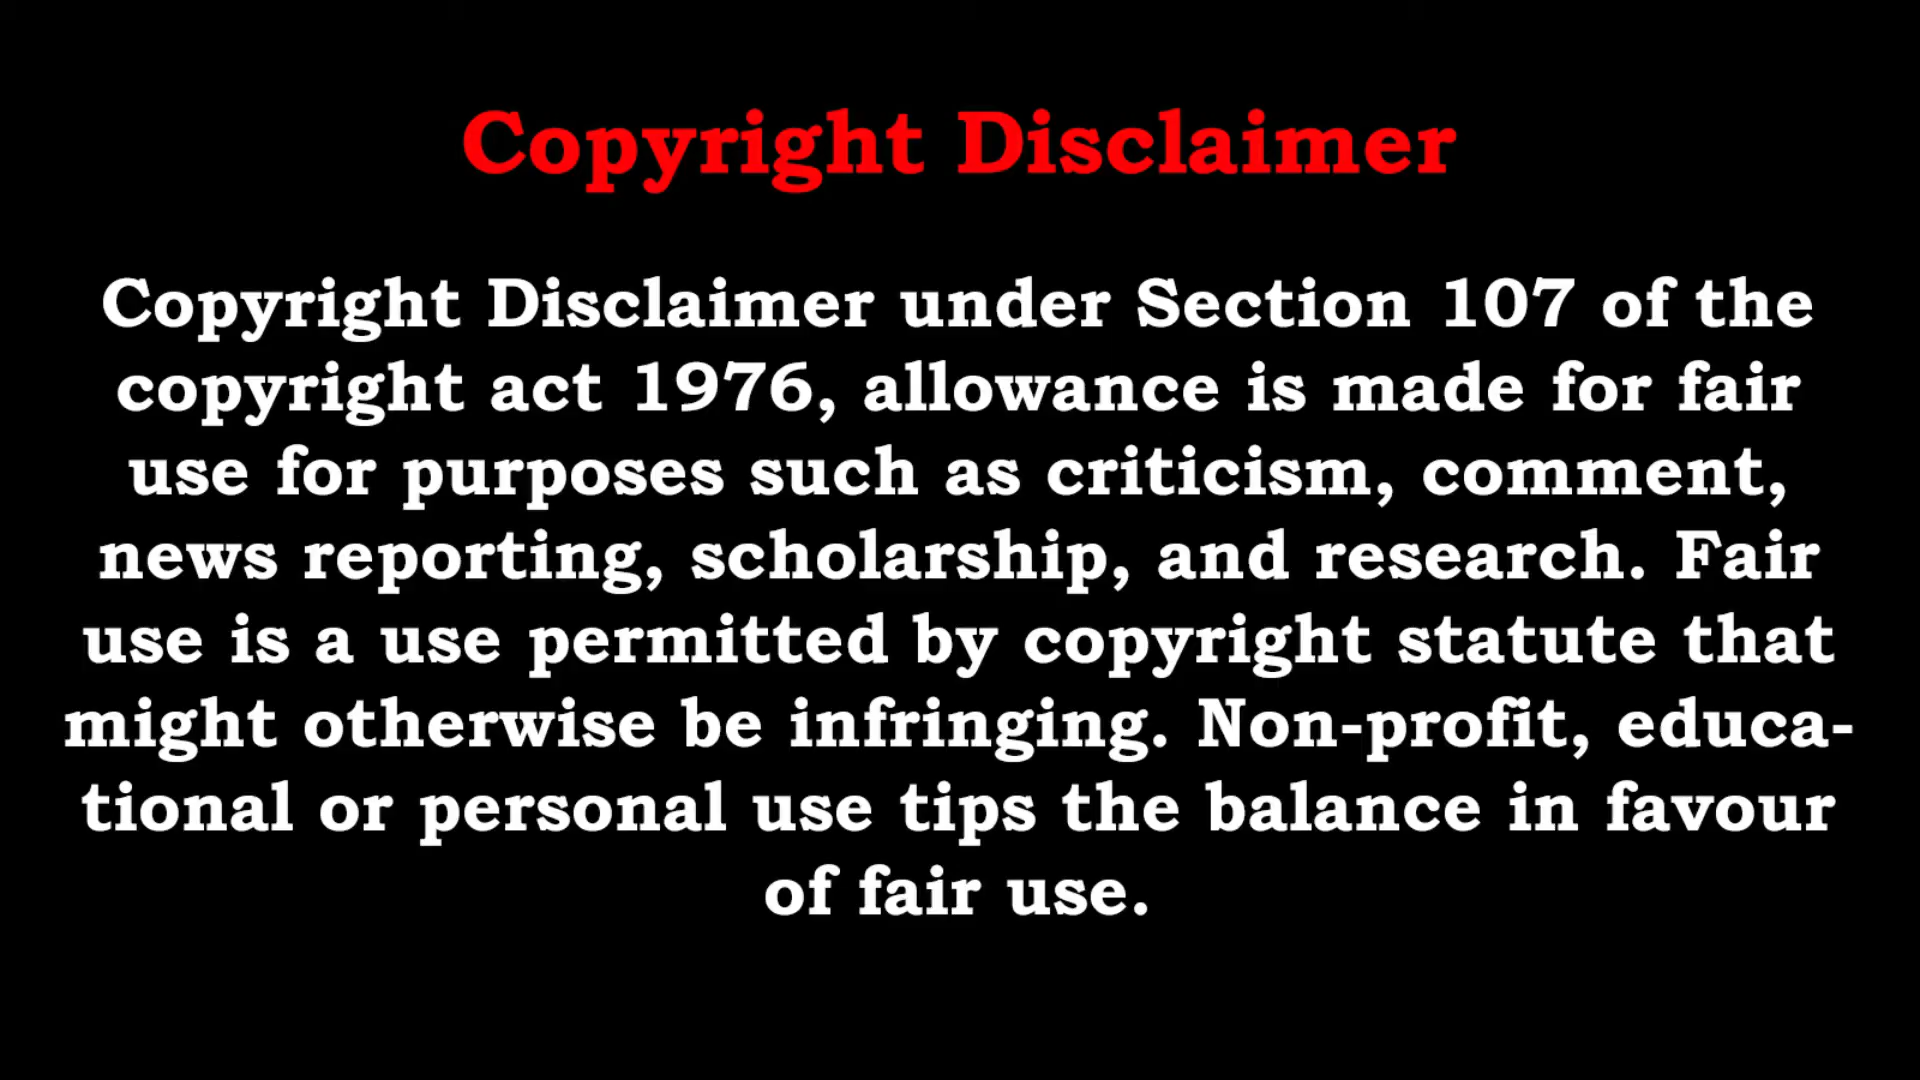 Copyright Disclaimer
Copyright Disclaimer under Section 107 of the
copyright act 1976, allowance is made for fair
use for purposes such as criticism, comment,
news reporting, scholarship, and research. Fair
use is a use permitted by copyright statute that
might otherwise be infringing. Non-profit, educa-
tional or personal use tips the balance in favour
of fair use.